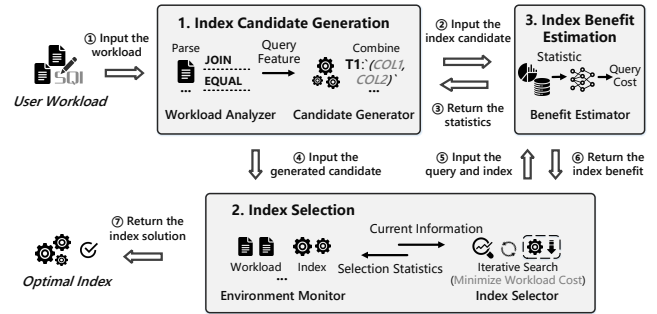 ① Input the
workload
SQL
User Workload
1. Index Candidate Generation
Parse
JOIN
EQUAL
...
Query
Feature
Combine
T1:`(COL1,
COL2)`
...
Workload Analyzer
Candidate Generator
② Input the
index candidate
③ Return the
statistics
3. Index Benefit
Estimation
Statistic
Query
Cost
Benefit Estimator
④ Input the
generated candidate
⑤ Input the
query and index
⑥ Return the
index benefit
⑦ Return the
index solution
Optimal Index
2. Index Selection
Workload
Index
...
Environment Monitor
Current Information
Selection Statistics
Iterative Search
(Minimize Workload Cost)
Index Selector